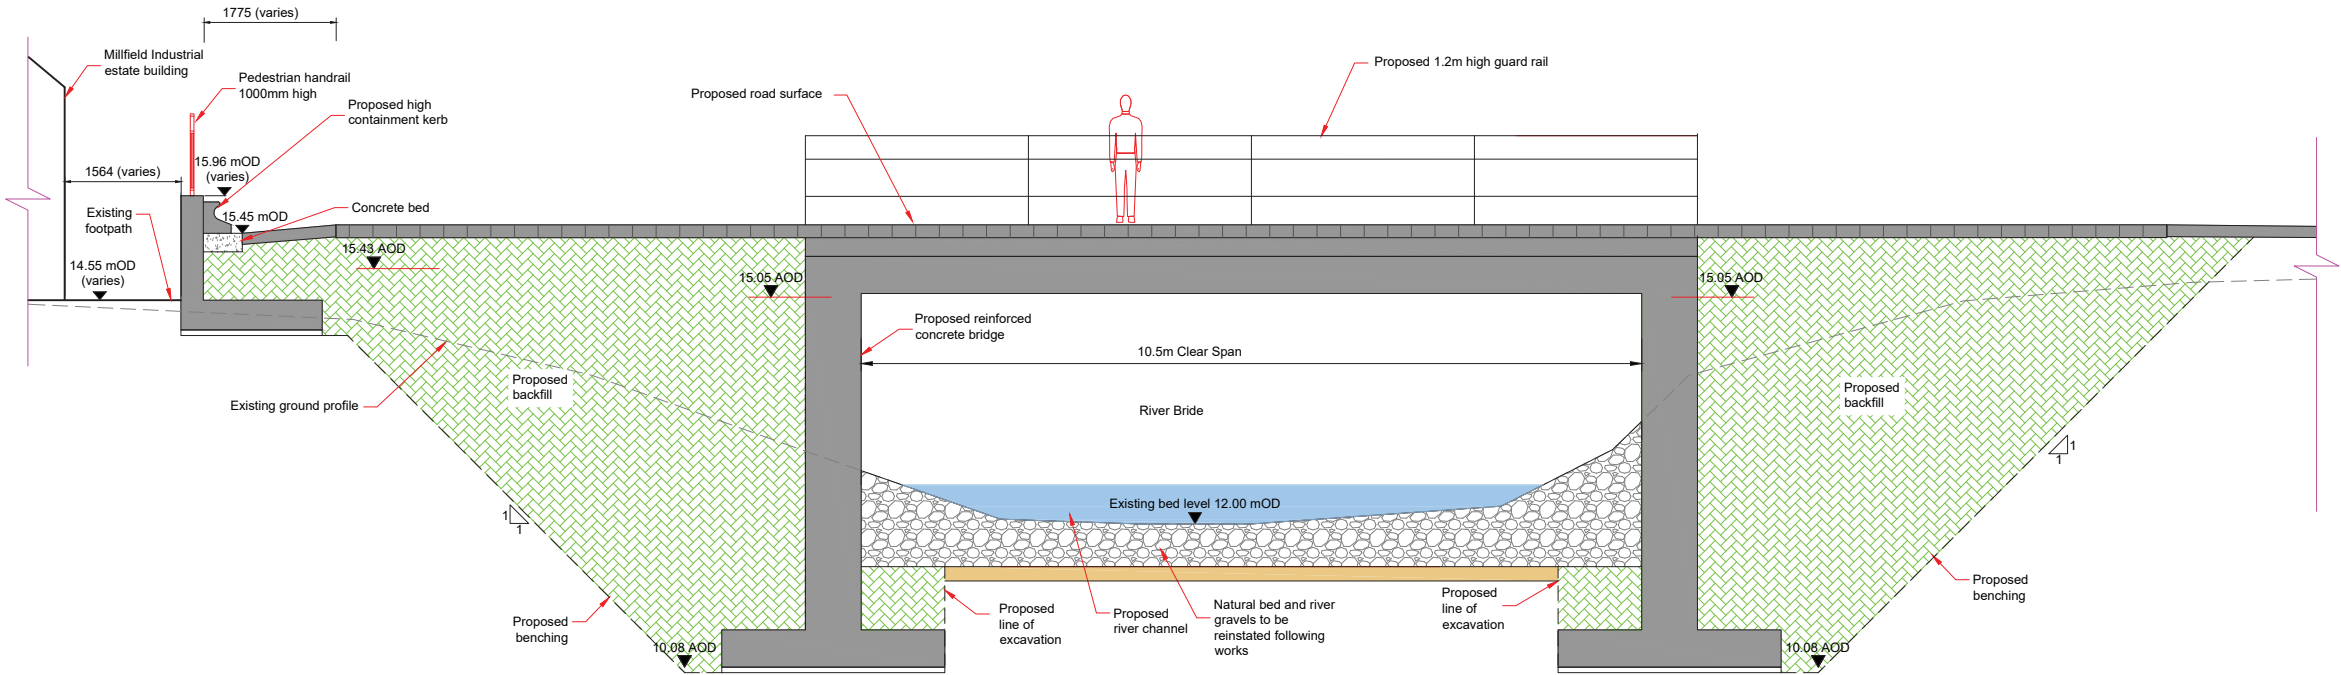 1775 (varies)
Millfield Industrial
estate building
Pedestrian handrail
1000mm high
Proposed high
containment kerb
Proposed road surface
Proposed 1.2m high guard rail
15.96 mOD
(varies)
1564 (varies)
Existing
footpath
Concrete bed
15.45 mOD
15.43 AOD
14.55 mOD
(varies)
15.05 AOD
15.05 AOD
Proposed reinforced
concrete bridge
10.5m Clear Span
Proposed
backfill
Existing ground profile
River Bride
Proposed
backfill
1
1
1
1
Existing bed level 12.00 mOD
Proposed
benching
Proposed
line of
excavation
Proposed
river channel
Natural bed and river
gravels to be
reinstated following
works
Proposed
line of
excavation
Proposed
benching
10.08 AOD
10.08 AOD